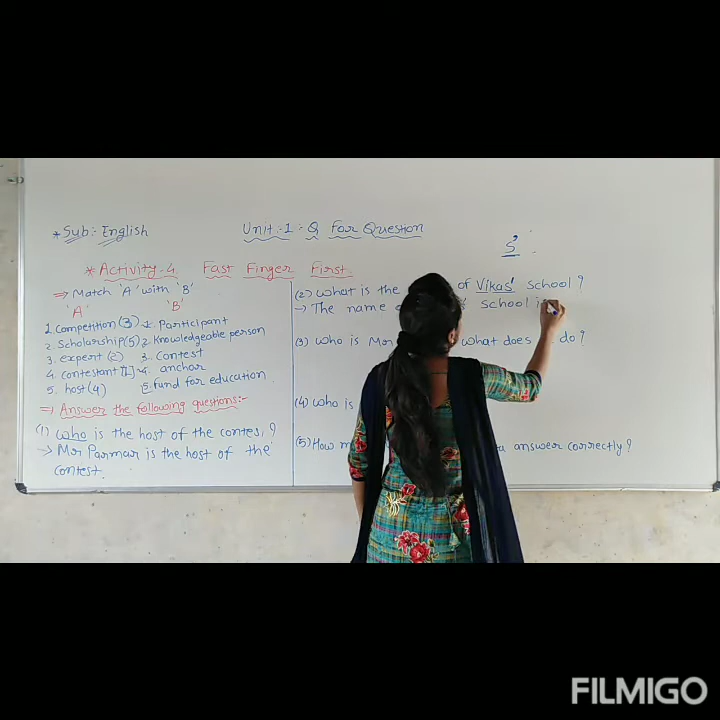 * Sub:- English
Unit:-1:- Q For Question
S'
* Activity-4 Fast Finger First.
=> Match 'A' with 'B'
'A' 'B'
1. Competition (3) 1. Participant
2. Scholarship (5) 2. Knowledgeable person
3. expert (2) 3. Contest
4. contestant [1] 4. anchor
5. host (4) 5. Fund for education
=> Answer the following questions:-
(1) Who is the host of the contest ?
-> Mr Parmar is the host of the
contest.
(2) What is the of Vikas' school ?
-> The name school is
(3) Who is Mr What does do ?
(4) Who is
(5) How answer correctly ?
FILMIGO